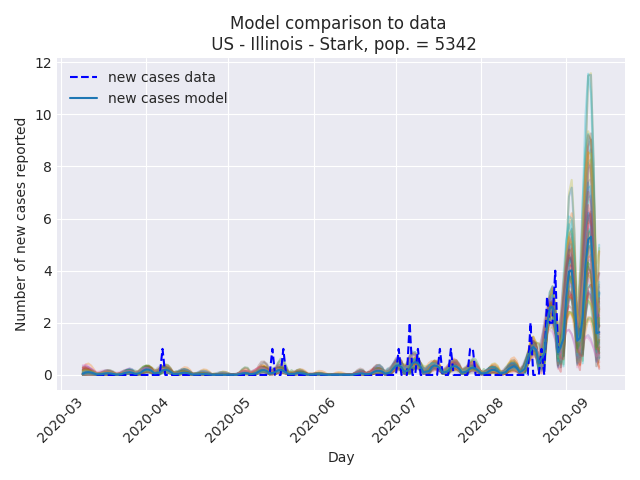 Model comparison to data
US - Illinois - Stark, pop. = 5342
new cases data
new cases model
Number of new cases reported
12
10
8
6
4
2
0
2020-03
2020-04
2020-05
2020-06
2020-07
2020-08
2020-09
Day